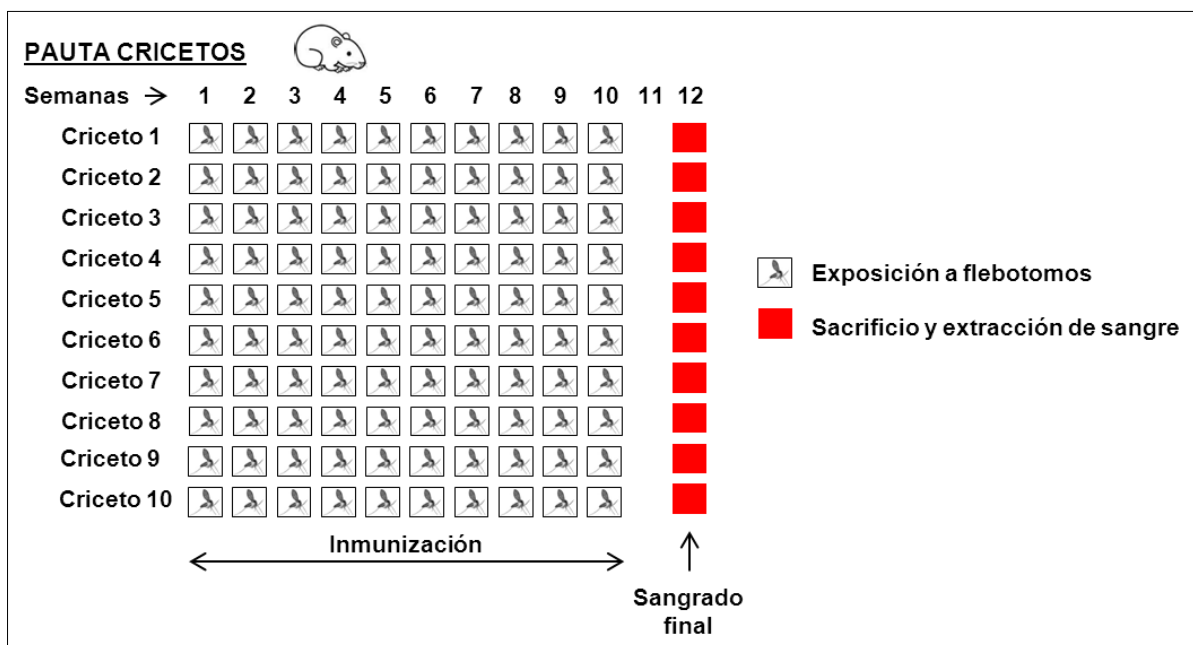 PAUTA CRICETOS
Semanas → 1 2 3 4 5 6 7 8 9 10 11 12
Criceto 1
Criceto 2
Criceto 3
Criceto 4
Criceto 5
Criceto 6
Criceto 7
Criceto 8
Criceto 9
Criceto 10
Exposición a flebotomos
Sacrificio y extracción de sangre
Inmunización
Sangrado
final